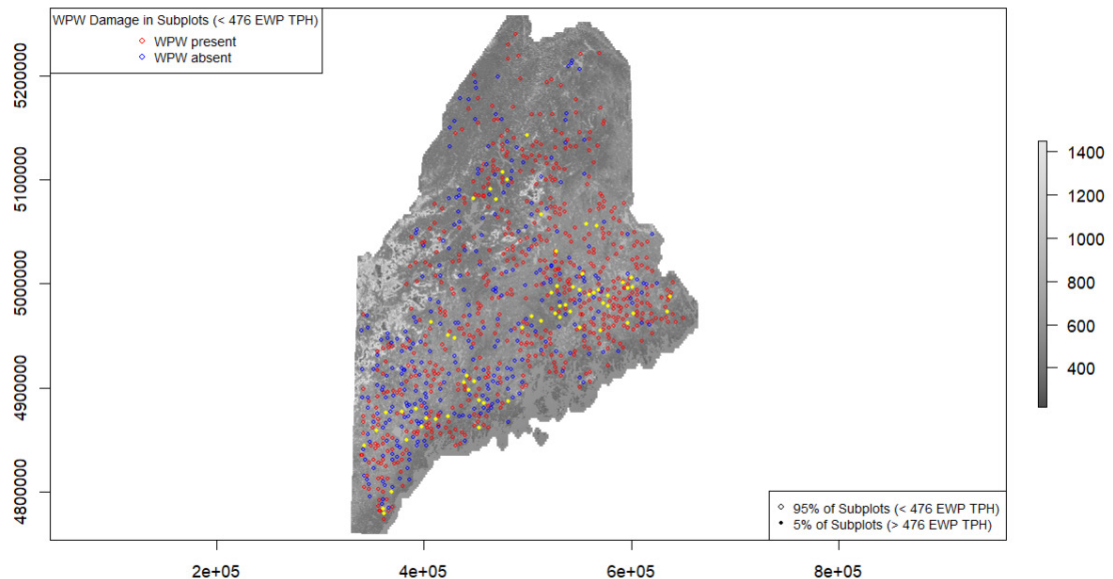 WPW Damage in Subplots (< 476 EWP TPH)
WPW present
WPW absent
5200000
5100000
5000000
4900000
4800000
1400
1200
1000
800
600
400
95% of Subplots (< 476 EWP TPH)
5% of Subplots (> 476 EWP TPH)
2e+05 4e+05 6e+05 8e+05